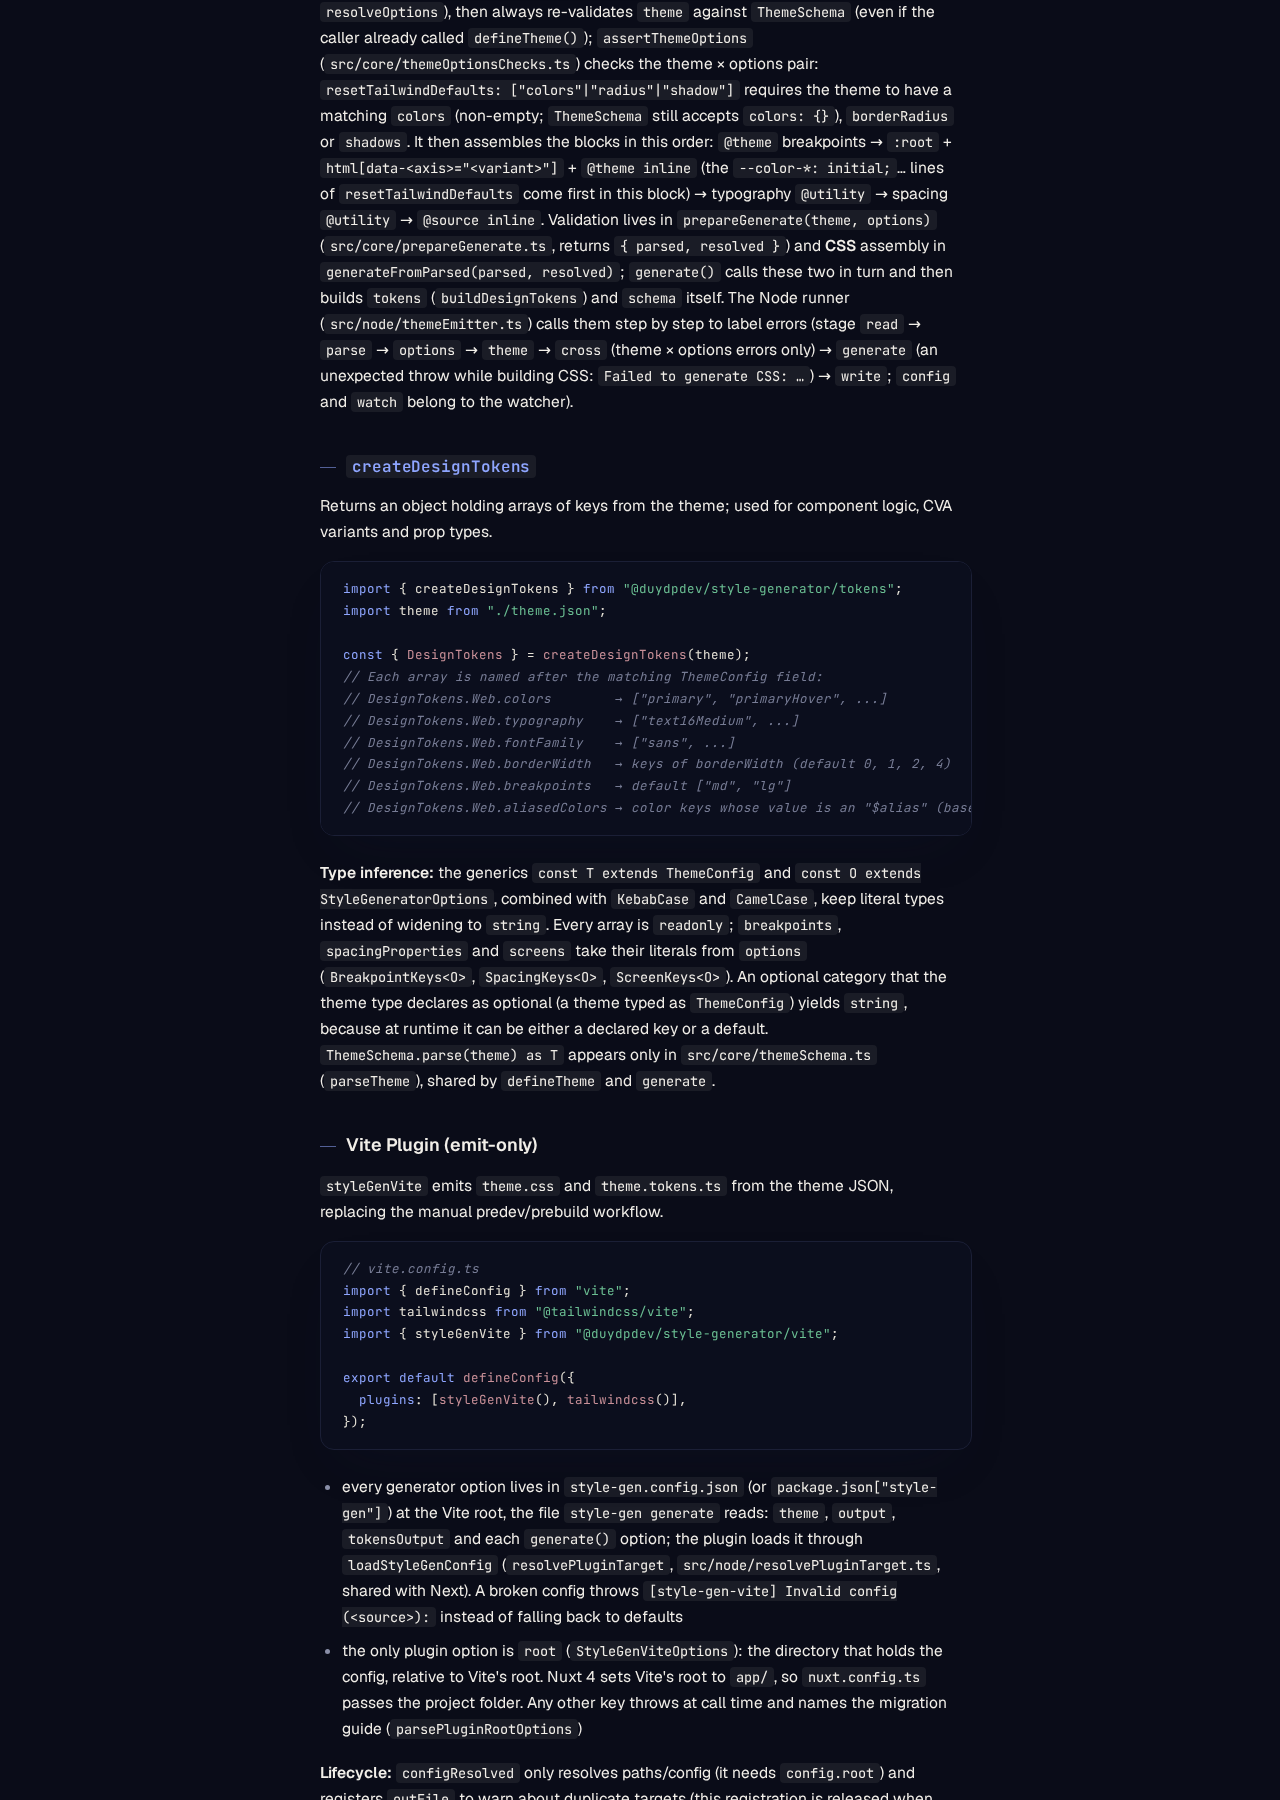 resolveOptions), then always re-validates theme against ThemeSchema (even if the
caller already called defineTheme()); assertThemeOptions
(src/core/themeOptionsChecks.ts) checks the theme × options pair:
resetTailwindDefaults: ["colors"|"radius"|"shadow"] requires the theme to have a
matching colors (non-empty; ThemeSchema still accepts colors: {}), borderRadius
or shadows. It then assembles the blocks in this order: @theme breakpoints → :root +
html[data-<axis>="<variant>"] + @theme inline (the --color-*: initial;… lines
of resetTailwindDefaults come first in this block) → typography @utility → spacing
@utility → @source inline. Validation lives in prepareGenerate(theme, options)
(src/core/prepareGenerate.ts, returns { parsed, resolved }) and CSS assembly in
generateFromParsed(parsed, resolved); generate() calls these two in turn and then
builds tokens (buildDesignTokens) and schema itself. The Node runner
(src/node/themeEmitter.ts) calls them step by step to label errors (stage read →
parse → options → theme → cross (theme × options errors only) → generate (an
unexpected throw while building CSS: Failed to generate CSS: …) → write; config
and watch belong to the watcher).
— createDesignTokens
Returns an object holding arrays of keys from the theme; used for component logic, CVA
variants and prop types.
import { createDesignTokens } from "@duydpdev/style-generator/tokens";
import theme from "./theme.json";
const { DesignTokens } = createDesignTokens(theme);
// Each array is named after the matching ThemeConfig field:
// DesignTokens.Web.colors        → ["primary", "primaryHover", ...]
// DesignTokens.Web.typography    → ["text16Medium", ...]
// DesignTokens.Web.fontFamily    → ["sans", ...]
// DesignTokens.Web.borderWidth   → keys of borderWidth (default 0, 1, 2, 4)
// DesignTokens.Web.breakpoints   → default ["md", "lg"]
// DesignTokens.Web.aliasedColors → color keys whose value is an "$alias" (base
Type inference: the generics const T extends ThemeConfig and const O extends
StyleGeneratorOptions, combined with KebabCase and CamelCase, keep literal types
instead of widening to string. Every array is readonly; breakpoints,
spacingProperties and screens take their literals from options
(BreakpointKeys<O>, SpacingKeys<O>, ScreenKeys<O>). An optional category that the
theme type declares as optional (a theme typed as ThemeConfig) yields string,
because at runtime it can be either a declared key or a default.
ThemeSchema.parse(theme) as T appears only in src/core/themeSchema.ts
(parseTheme), shared by defineTheme and generate.
— Vite Plugin (emit-only)
styleGenVite emits theme.css and theme.tokens.ts from the theme JSON,
replacing the manual predev/prebuild workflow.
// vite.config.ts
import { defineConfig } from "vite";
import tailwindcss from "@tailwindcss/vite";
import { styleGenVite } from "@duydpdev/style-generator/vite";
export default defineConfig({
  plugins: [styleGenVite(), tailwindcss()],
});
• every generator option lives in style-gen.config.json (or package.json["style-
gen"]) at the Vite root, the file style-gen generate reads: theme, output,
tokensOutput and each generate() option; the plugin loads it through
loadStyleGenConfig (resolvePluginTarget, src/node/resolvePluginTarget.ts,
shared with Next). A broken config throws [style-gen-vite] Invalid config
(<source>): instead of falling back to defaults
• the only plugin option is root (StyleGenViteOptions): the directory that holds the
config, relative to Vite's root. Nuxt 4 sets Vite's root to app/, so nuxt.config.ts
passes the project folder. Any other key throws at call time and names the migration
guide (parsePluginRootOptions)
Lifecycle: configResolved only resolves paths/config (it needs config.root) and
registers outFile to warn about duplicate targets (this registration is released when